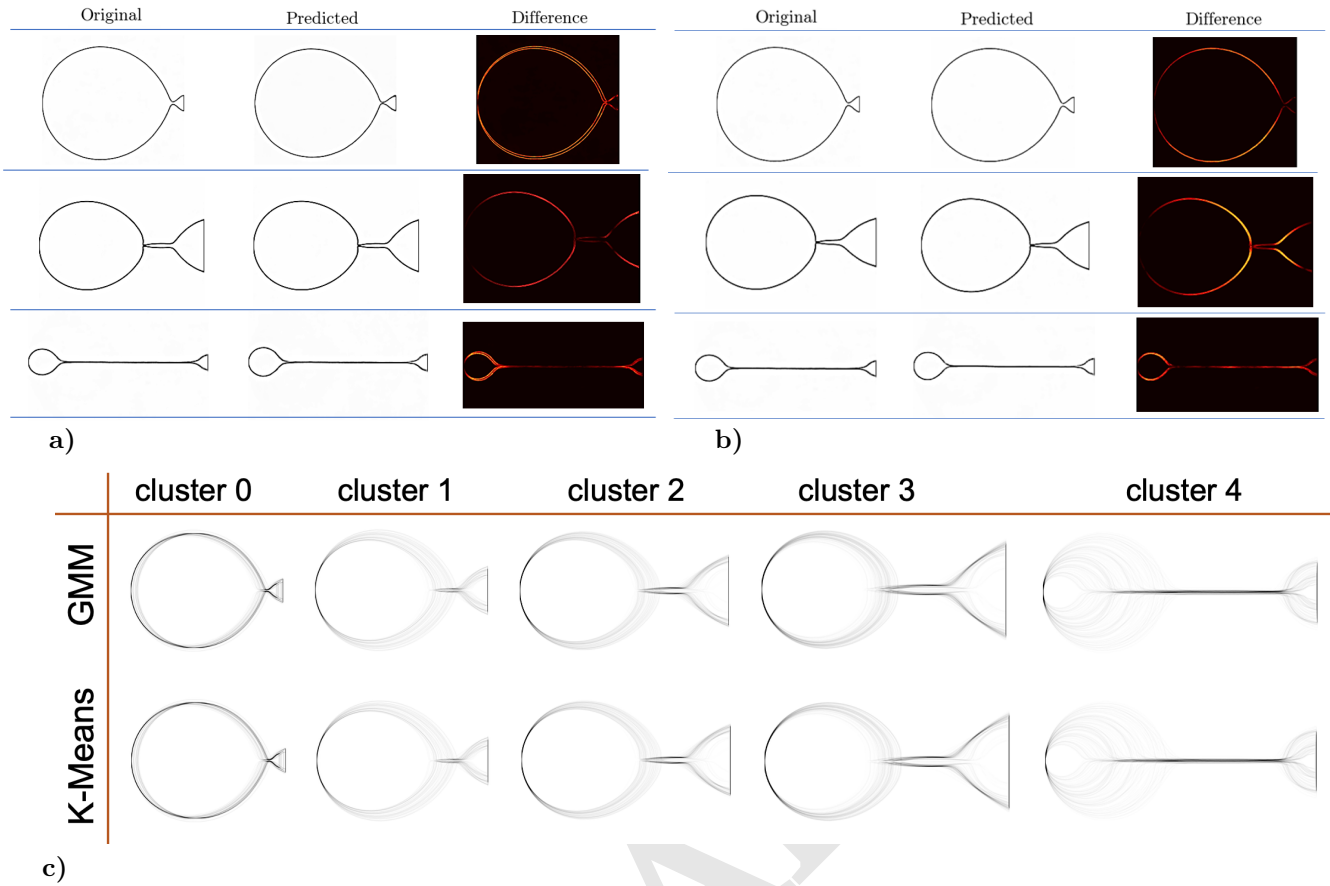 Original Predicted Difference
Original Predicted Difference
a)
b)
cluster 0 cluster 1 cluster 2 cluster 3 cluster 4
GMM
K-Means
c)